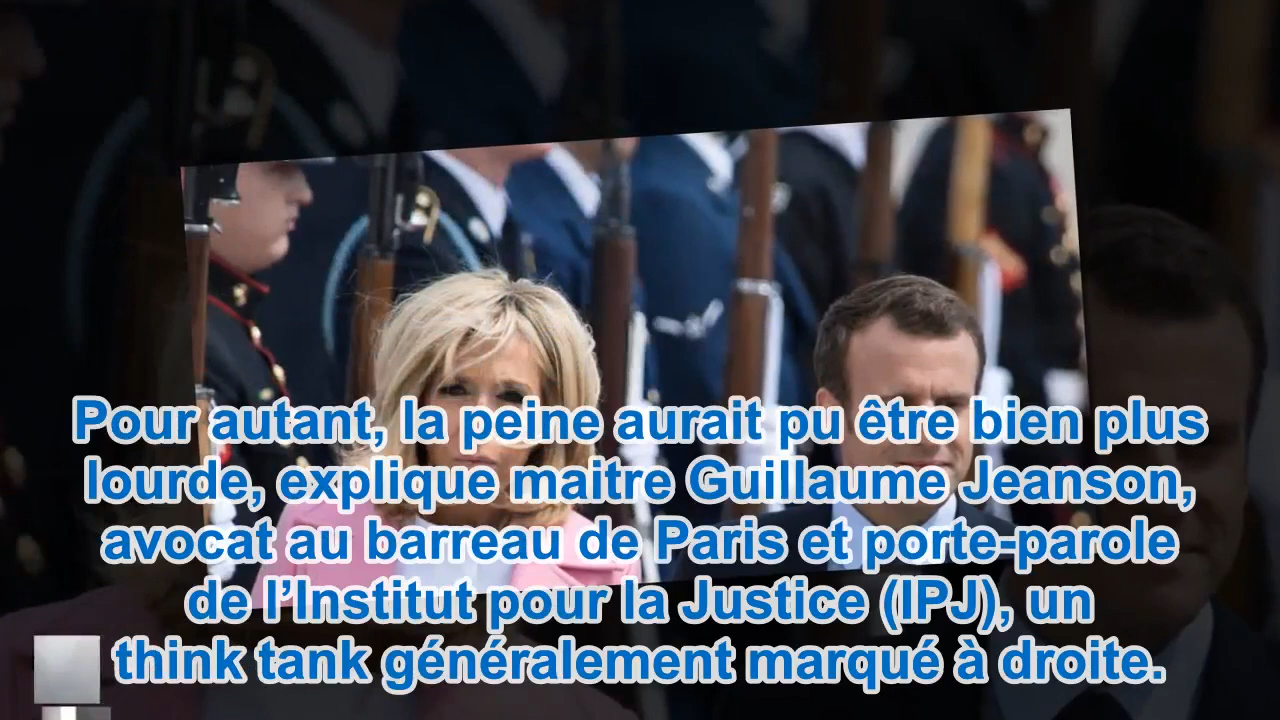 Pour autant, la peine aurait pu être bien plus
lourde, explique maitre Guillaume Jeanson,
avocat au barreau de Paris et porte-parole
de l’Institut pour la Justice (IPJ), un
think tank généralement marqué à droite.